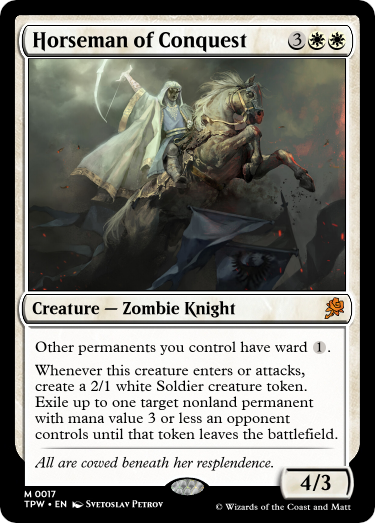 Horseman of Conquest 3
Creature — Zombie Knight
Other permanents you control have ward 1.
Whenever this creature enters or attacks,
create a 2/1 white Soldier creature token.
Exile up to one target nonland permanent
with mana value 3 or less an opponent
controls until that token leaves the battlefield.
All are cowed beneath her resplendence.
4/3
M 0017
TPW • EN Svetoslav Petrov
© Wizards of the Coast and Matt